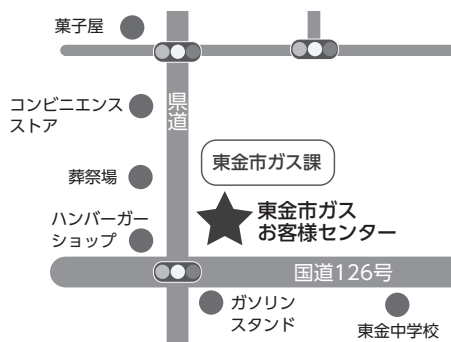 菓子屋
コンビニエンス
ストア
県道
東金市ガス課
葬祭場
東金市ガス
お客様センター
ハンバーガー
ショップ
国道126号
ガソリン
スタンド
東金中学校